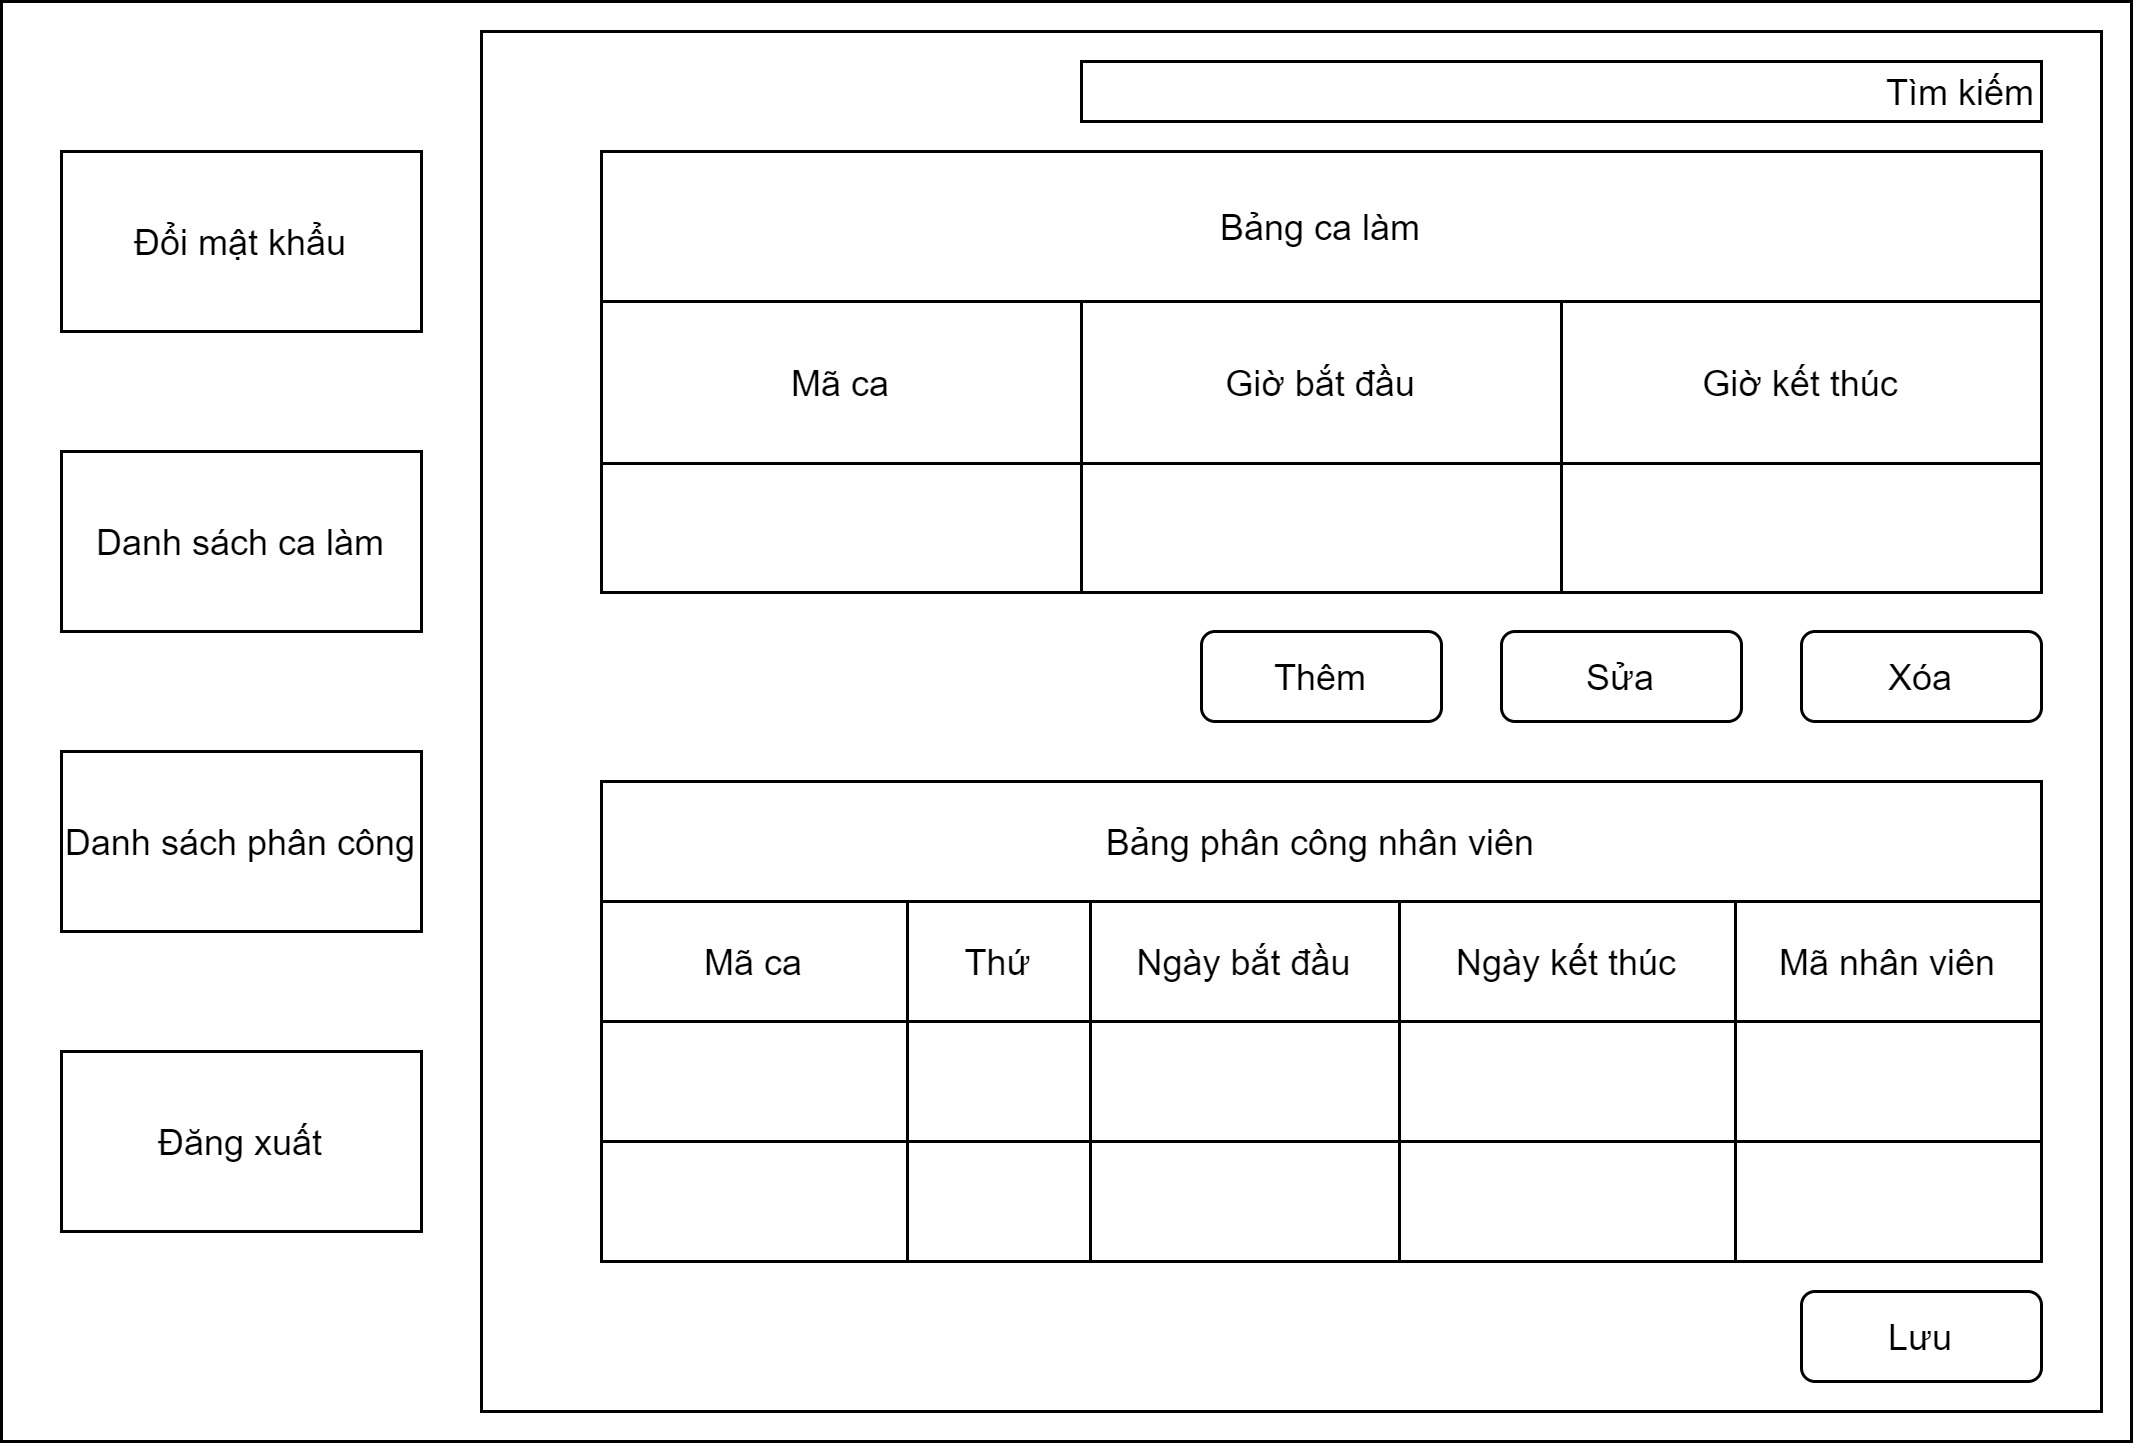 Đổi mật khẩu
Danh sách ca làm
Danh sách phân công
Đăng xuất
Tìm kiếm
Bảng ca làm
Mã ca
Giờ bắt đầu
Giờ kết thúc
Thêm
Sửa
Xóa
Bảng phân công nhân viên
Mã ca
Thứ
Ngày bắt đầu
Ngày kết thúc
Mã nhân viên
Lưu